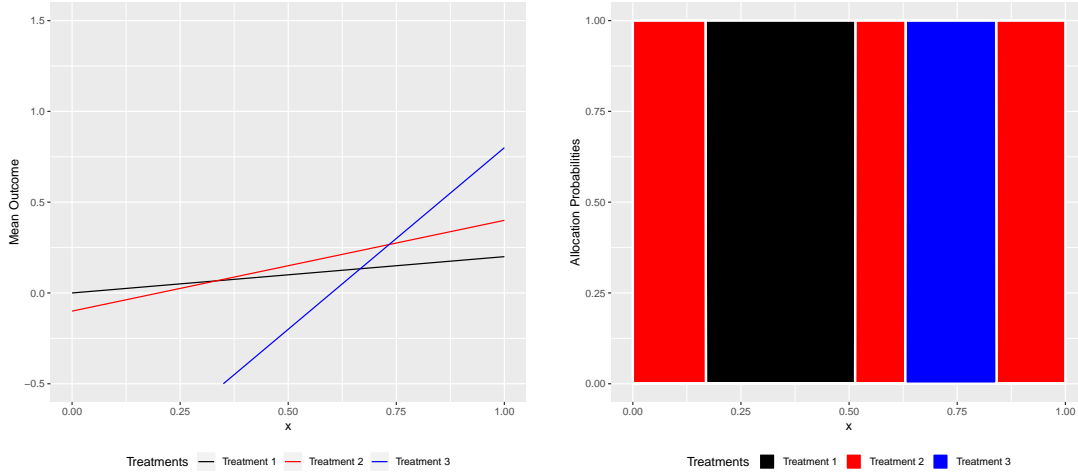 1.5
1.0
0.5
0.0
−0.5
Mean Outcome
0.00 0.25 0.50 0.75 1.00
x
Treatments Treatment 1 Treatment 2 Treatment 3
1.00
0.75
0.50
0.25
0.00
Allocation Probabilities
0.00 0.25 0.50 0.75 1.00
x
Treatments Treatment 1 Treatment 2 Treatment 3